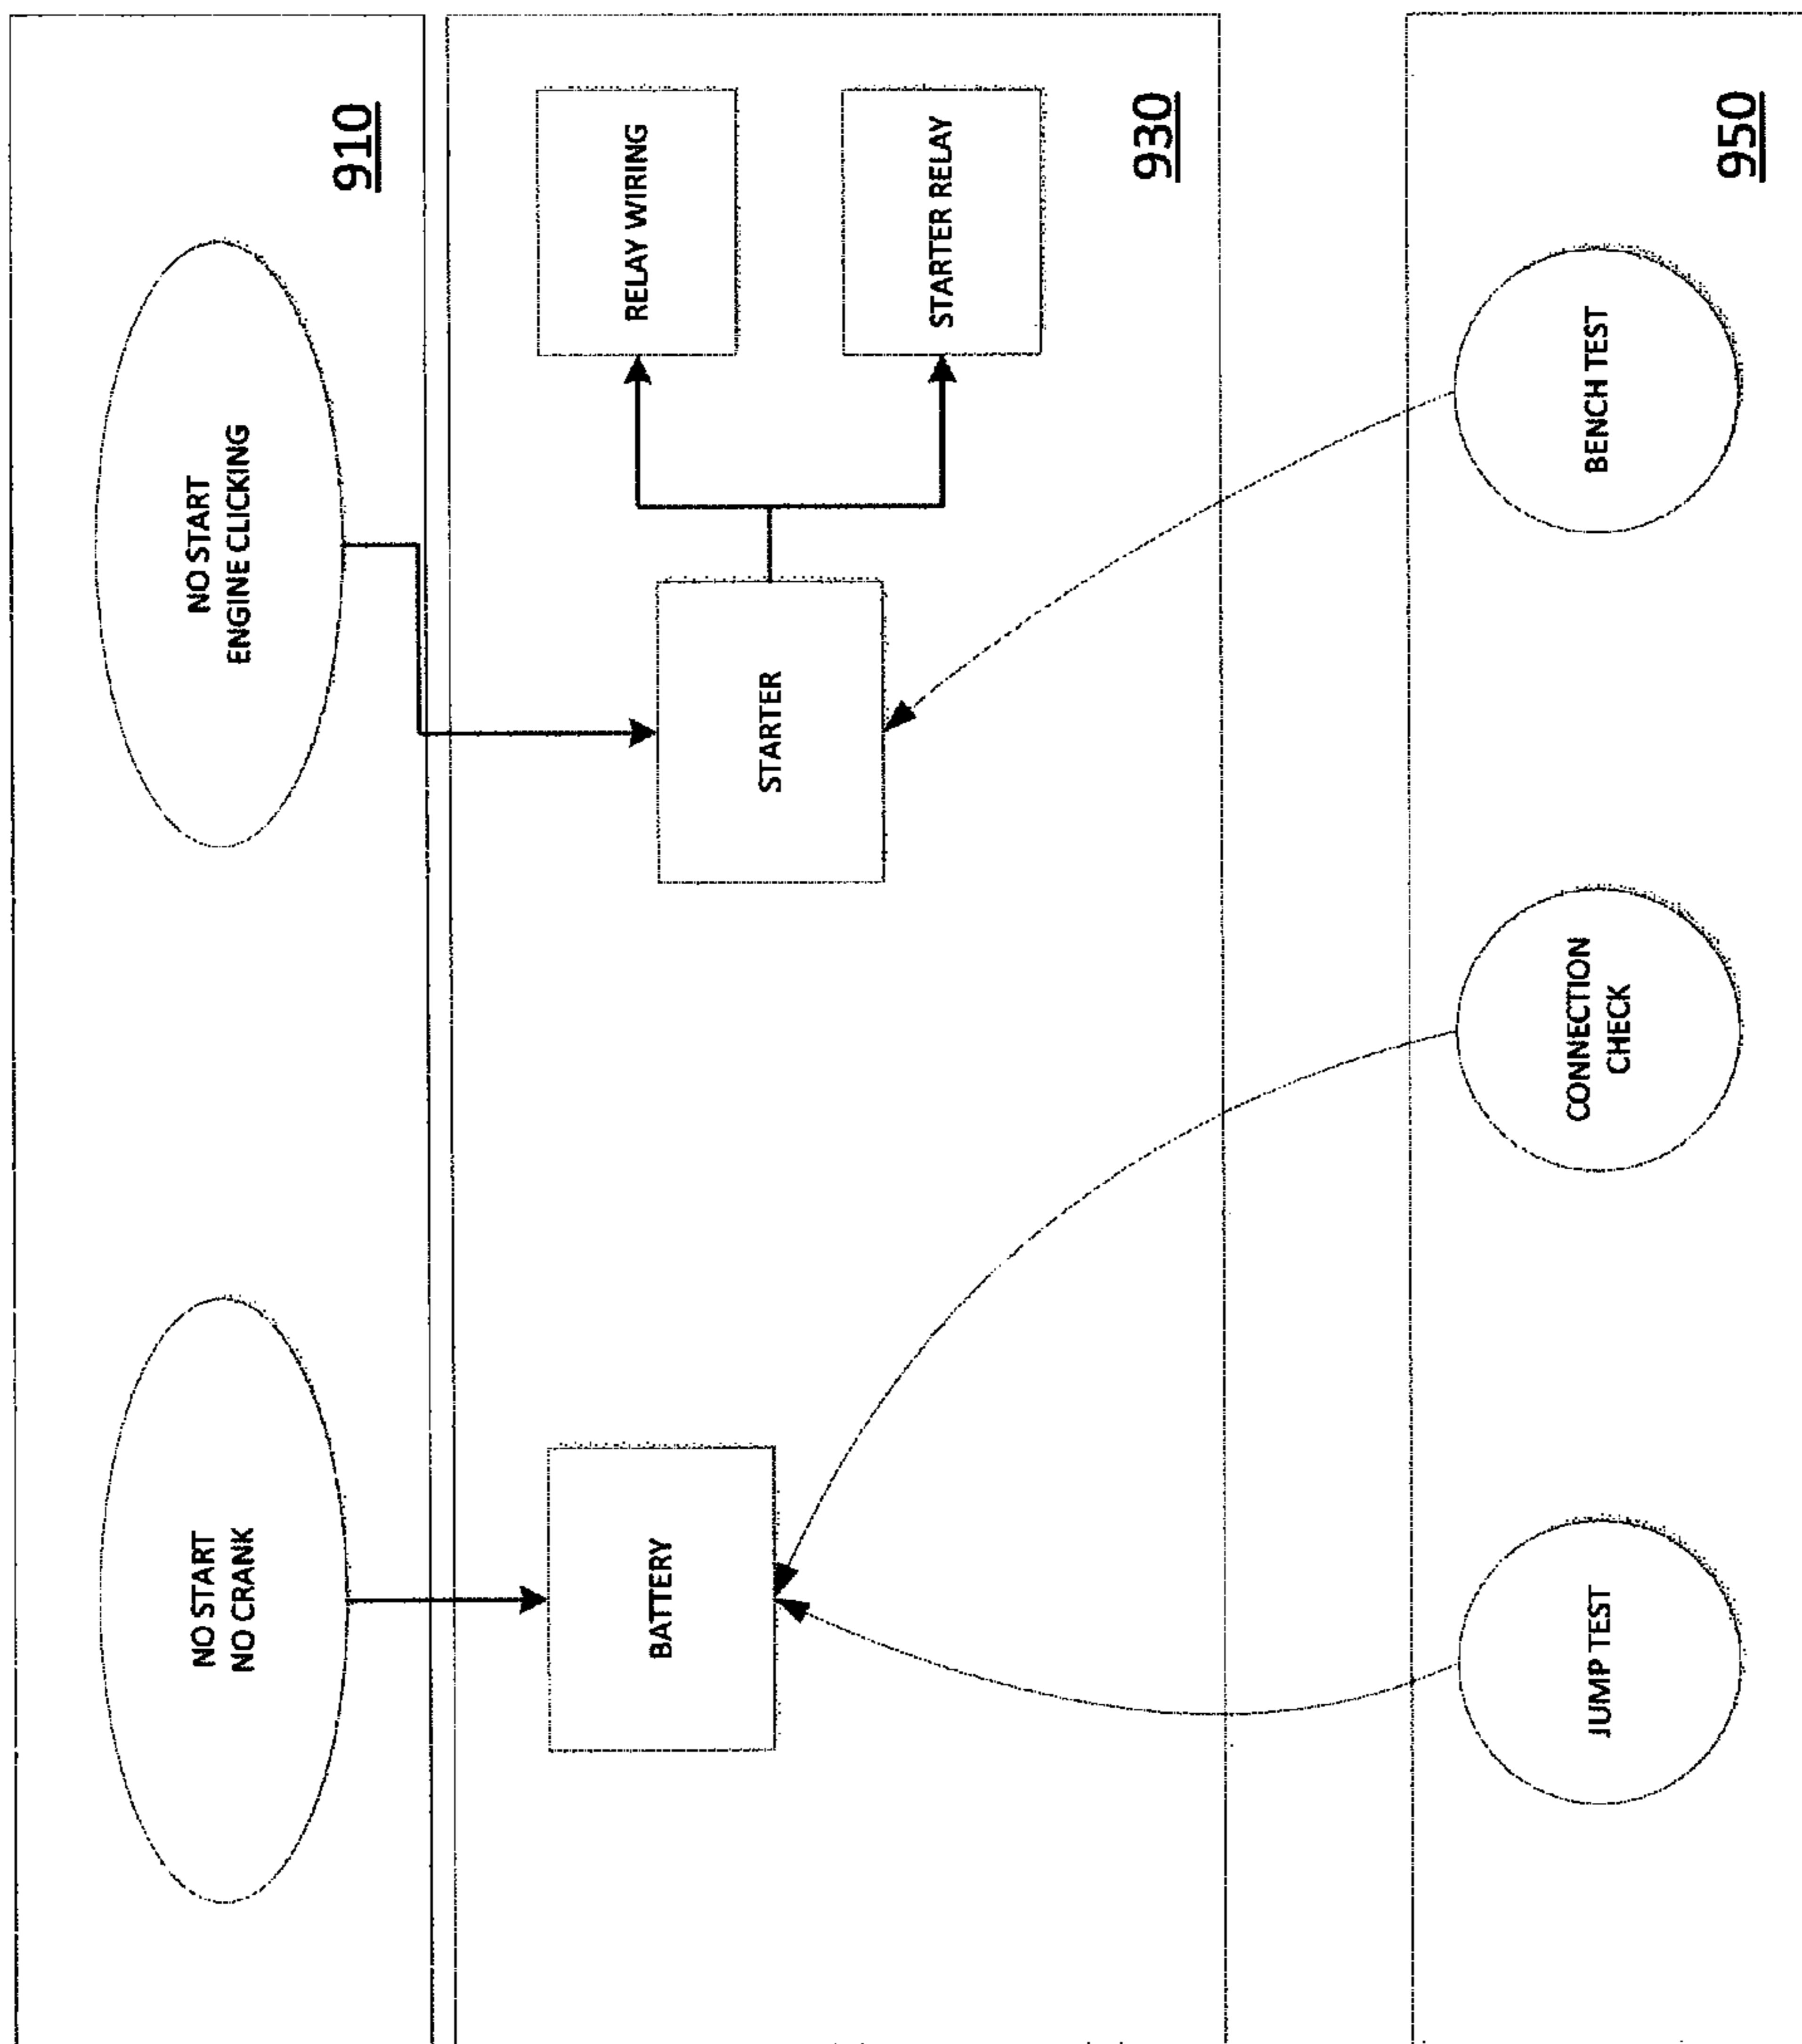 910
NO START
NO CRANK
NO START
ENGINE CLICKING
930
BATTERY
STARTER
RELAY WIRING
STARTER RELAY
950
JUMP TEST
CONNECTION
CHECK
BENCH TEST